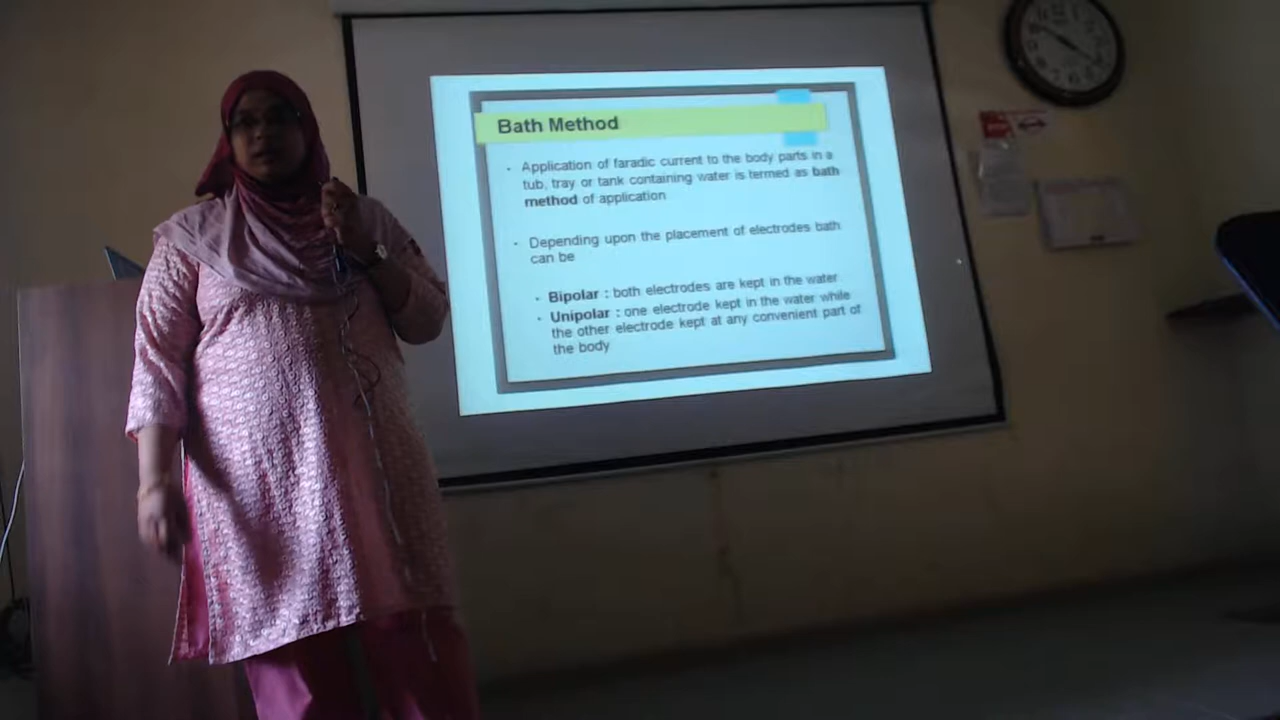 Bath Method
Application of faradic current to the body parts in a
tub, tray or tank containing water is termed as bath
method of application
Depending upon the placement of electrodes bath
can be
Bipolar : both electrodes are kept in the water
Unipolar : one electrode kept in the water while
the other electrode kept at any convenient part of
the body